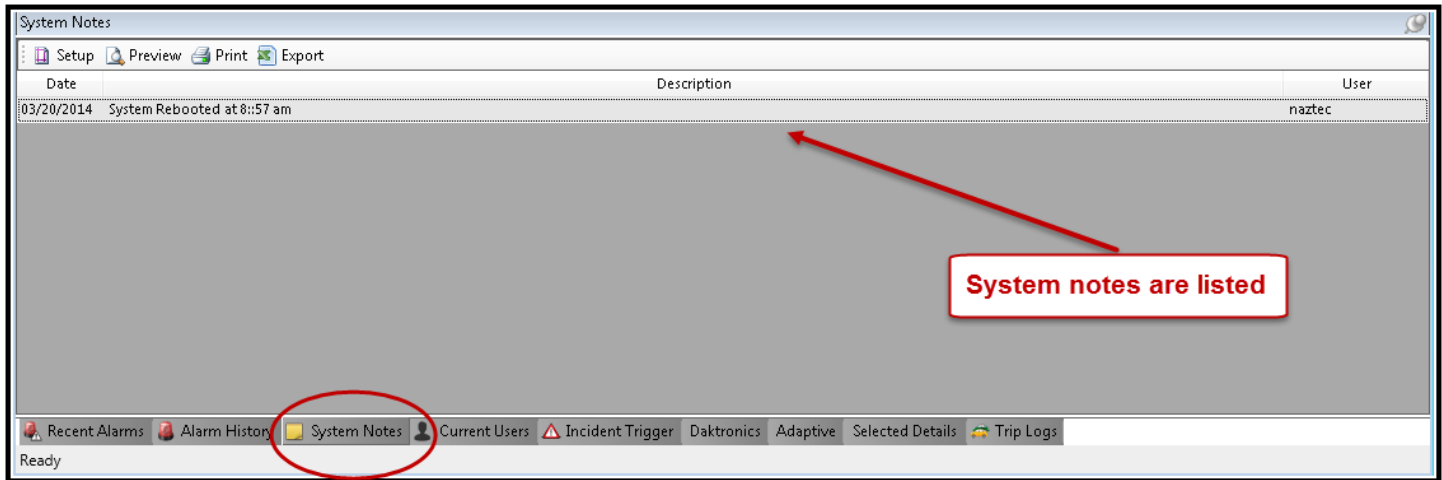 System Notes
Setup Preview Print Export
Date Description User
03/20/2014 System Rebooted at 8::57 am naztec
System notes are listed
Recent Alarms Alarm History System Notes Current Users Incident Trigger Daktronics Adaptive Selected Details Trip Logs
Ready